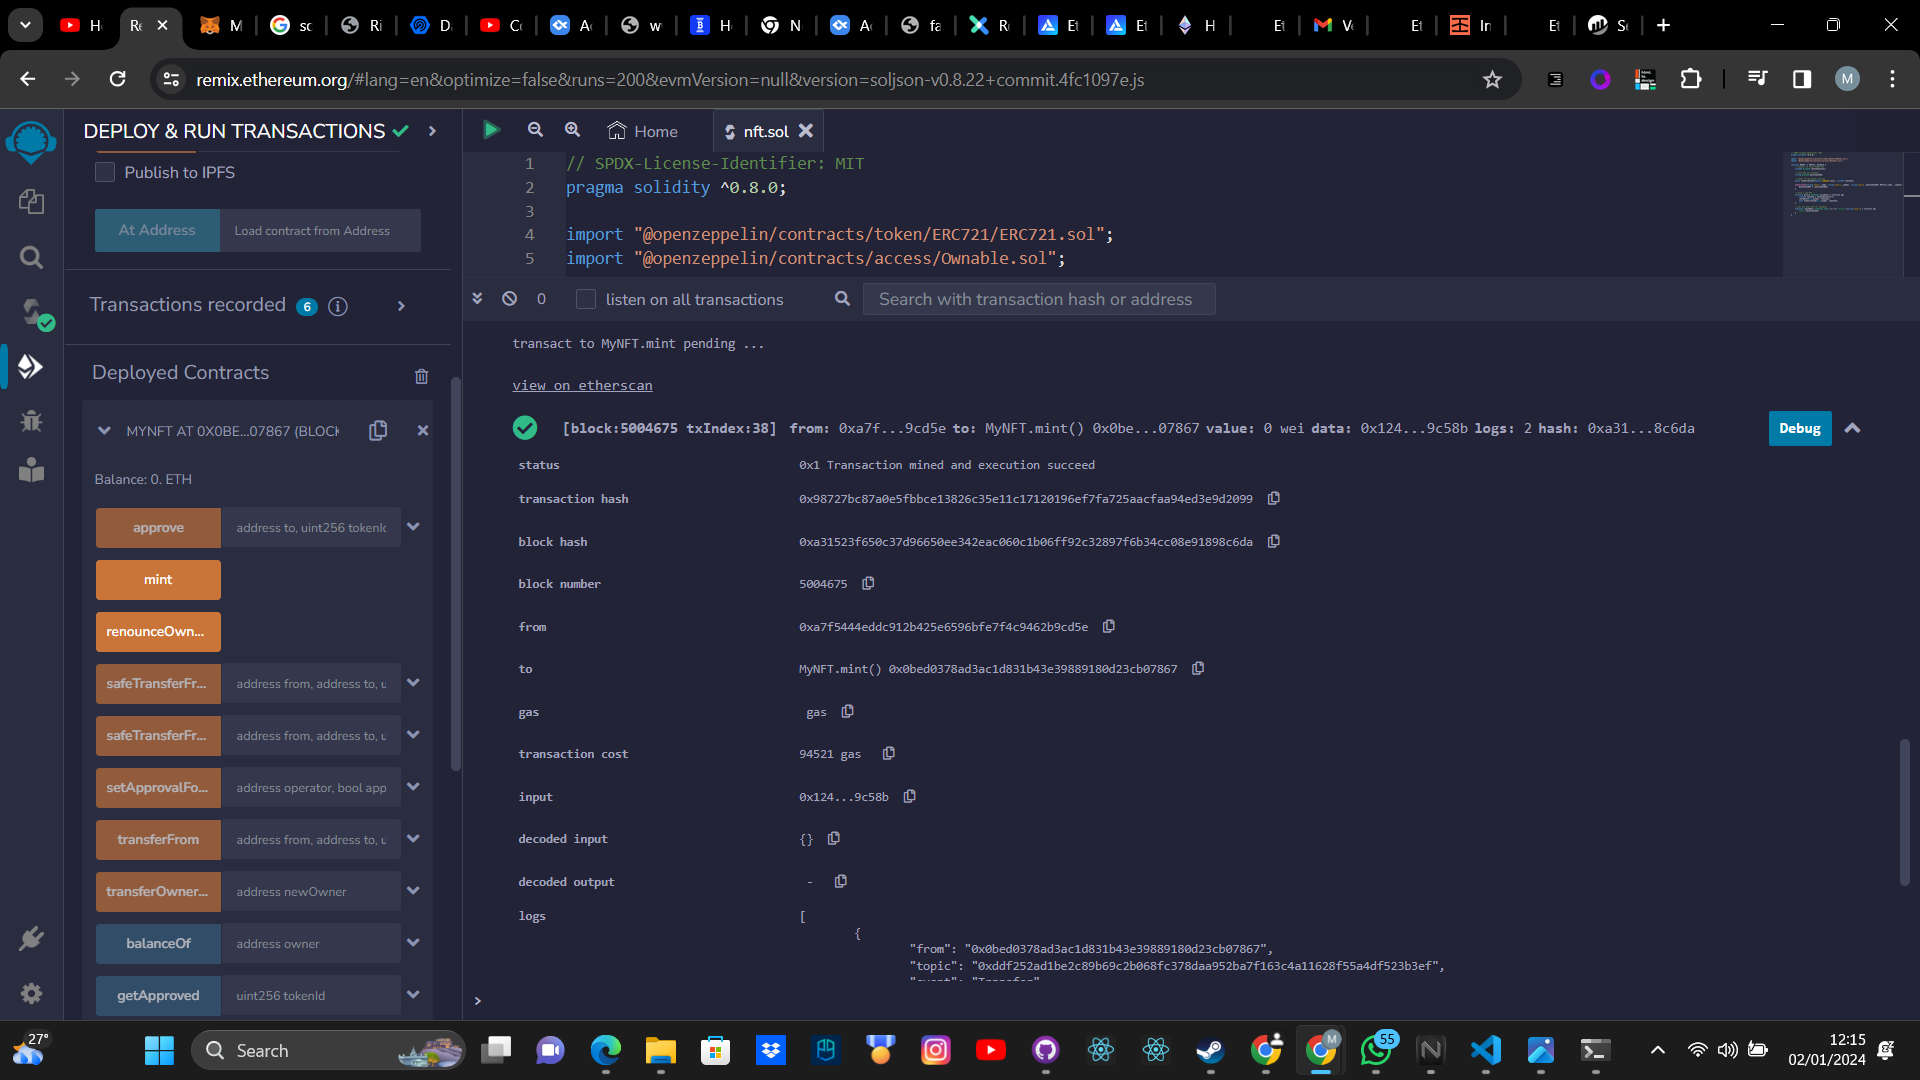 remix.ethereum.org/#lang=en&optimize=false&runs=200&evmVersion=null&version=soljson-v0.8.22+commit.4fc1097e.js
M
DEPLOY & RUN TRANSACTIONS
Publish to IPFS
At Address
Load contract from Address
Transactions recorded
6
Deployed Contracts
MYNFT AT 0X0BE...07867 (BLOCK
Balance: 0. ETH
approve
address to, uint256 tokenId
mint
renounceOwn...
safeTransferFr...
address from, address to, u
safeTransferFr...
address from, address to, u
setApprovalFo...
address operator, bool app
transferFrom
address from, address to, u
transferOwner...
address newOwner
balanceOf
address owner
getApproved
uint256 tokenId
Home
nft.sol
1 // SPDX-License-Identifier: MIT
2 pragma solidity ^0.8.0;
3
4 import "@openzeppelin/contracts/token/ERC721/ERC721.sol";
5 import "@openzeppelin/contracts/access/Ownable.sol";
0
listen on all transactions
Search with transaction hash or address
transact to MyNFT.mint pending ...
view on etherscan
[block:5004675 txIndex:38] from: 0xa7f...9cd5e to: MyNFT.mint() 0x0be...07867 value: 0 wei data: 0x124...9c58b logs: 2 hash: 0xa31...8c6da
Debug
status 0x1 Transaction mined and execution succeed
transaction hash 0x98727bc87a0e5fbbce13826c35e11c17120196ef7fa725aacfaa94ed3e9d2099
block hash 0xa31523f650c37d96650ee342eac060c1b06ff92c32897f6b34cc08e91898c6da
block number 5004675
from 0xa7f5444eddc912b425e6596bfe7f4c9462b9cd5e
to MyNFT.mint() 0x0bed0378ad3ac1d831b43e39889180d23cb07867
gas gas
transaction cost 94521 gas
input 0x124...9c58b
decoded input {}
decoded output -
logs [
{
"from": "0x0bed0378ad3ac1d831b43e39889180d23cb07867",
"topic": "0xddf252ad1be2c89b69c2b068fc378daa952ba7f163c4a11628f55a4df523b3ef",
"event": "Transfer"
>
27°
Search
55
12:15
02/01/2024